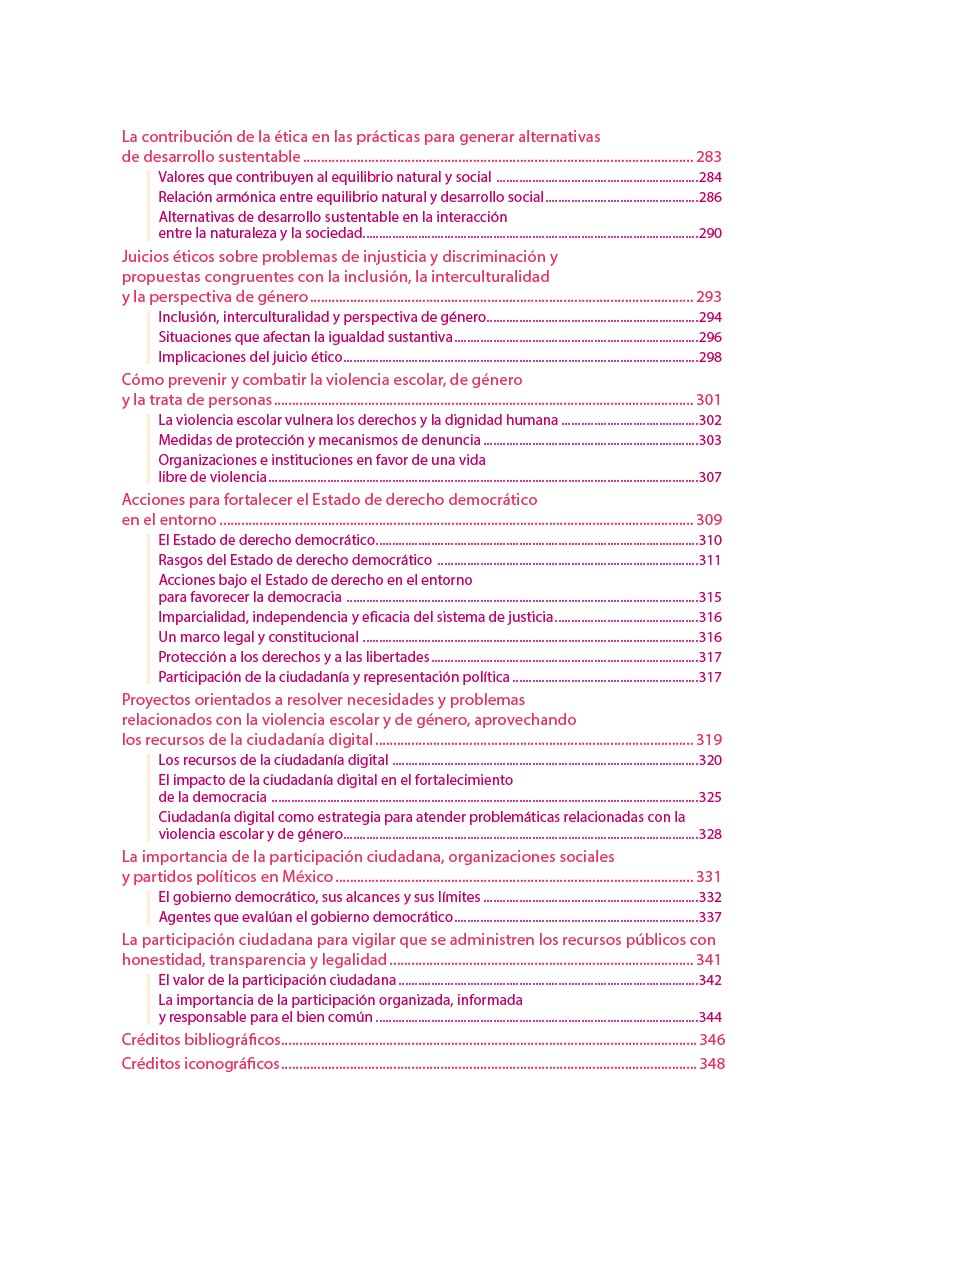 La contribución de la ética en las prácticas para generar alternativas
de desarrollo sustentable ........................................................................................................... 283
Valores que contribuyen al equilibrio natural y social ..............................................................284
Relación armónica entre equilibrio natural y desarrollo social...............................................286
Alternativas de desarrollo sustentable en la interacción
entre la naturaleza y la sociedad......................................................................................................290
Juicios éticos sobre problemas de injusticia y discriminación y
propuestas congruentes con la inclusión, la interculturalidad
y la perspectiva de género ......................................................................................................... 293
Inclusión, interculturalidad y perspectiva de género.................................................................294
Situaciones que afectan la igualdad sustantiva...........................................................................296
Implicaciones del juicio ético.............................................................................................................298
Cómo prevenir y combatir la violencia escolar, de género
y la trata de personas................................................................................................................... 301
La violencia escolar vulnera los derechos y la dignidad humana ..........................................302
Medidas de protección y mecanismos de denuncia ..................................................................303
Organizaciones e instituciones en favor de una vida
libre de violencia...................................................................................................................................307
Acciones para fortalecer el Estado de derecho democrático
en el entorno .................................................................................................................................. 309
El Estado de derecho democrático...................................................................................................310
Rasgos del Estado de derecho democrático ................................................................................311
Acciones bajo el Estado de derecho en el entorno
para favorecer la democracia ............................................................................................................315
Imparcialidad, independencia y eficacia del sistema de justicia............................................316
Un marco legal y constitucional .......................................................................................................316
Protección a los derechos y a las libertades..................................................................................317
Participación de la ciudadanía y representación política .........................................................317
Proyectos orientados a resolver necesidades y problemas
relacionados con la violencia escolar y de género, aprovechando
los recursos de la ciudadanía digital....................................................................................... 319
Los recursos de la ciudadanía digital ..............................................................................................320
El impacto de la ciudadanía digital en el fortalecimiento
de la democracia ...................................................................................................................................325
Ciudadanía digital como estrategia para atender problemáticas relacionadas con la
violencia escolar y de género.............................................................................................................328
La importancia de la participación ciudadana, organizaciones sociales
y partidos políticos en México .................................................................................................. 331
El gobierno democrático, sus alcances y sus límites ..................................................................332
Agentes que evalúan el gobierno democrático...........................................................................337
La participación ciudadana para vigilar que se administren los recursos públicos con
honestidad, transparencia y legalidad .................................................................................... 341
El valor de la participación ciudadana............................................................................................342
La importancia de la participación organizada, informada
y responsable para el bien común ...................................................................................................344
Créditos bibliográficos.................................................................................................................. 346
Créditos iconográficos.................................................................................................................. 348